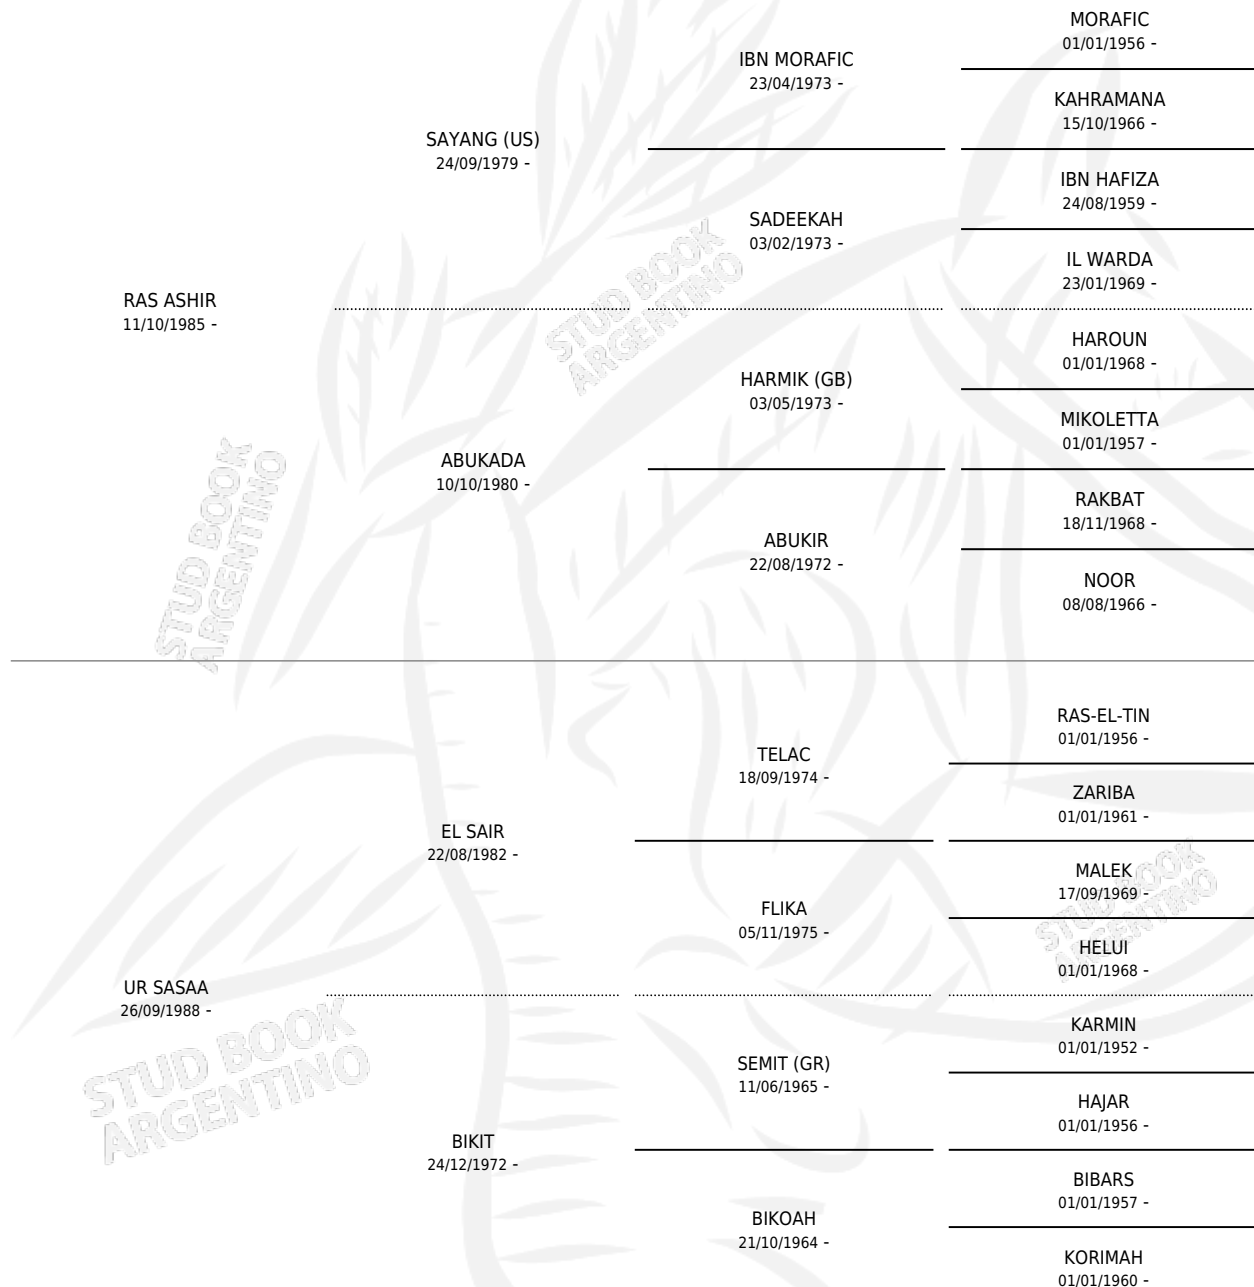 MORAFIC
01/01/1956 -
IBN MORAFIC
23/04/1973 -
KAHRAMANA
15/10/1966 -
SAYANG (US)
24/09/1979 -
IBN HAFIZA
24/08/1959 -
SADEEKAH
03/02/1973 -
IL WARDA
23/01/1969 -
RAS ASHIR
11/10/1985 -
HAROUN
01/01/1968 -
HARMIK (GB)
03/05/1973 -
MIKOLETTA
01/01/1957 -
ABUKADA
10/10/1980 -
RAKBAT
18/11/1968 -
ABUKIR
22/08/1972 -
NOOR
08/08/1966 -
STUD BOOK
ARGENTINO
STUD BOOK
ARGENTINO
RAS-EL-TIN
01/01/1956 -
TELAC
18/09/1974 -
ZARIBA
01/01/1961 -
EL SAIR
22/08/1982 -
MALEK
17/09/1969 -
FLIKA
05/11/1975 -
HELUI
01/01/1968 -
UR SASAA
26/09/1988 -
KARMIN
01/01/1952 -
SEMIT (GR)
11/06/1965 -
HAJAR
01/01/1956 -
BIKIT
24/12/1972 -
BIBARS
01/01/1957 -
BIKOAH
21/10/1964 -
KORIMAH
01/01/1960 -
STUD BOOK
ARGENTINO
STUD BOOK
ARGENTINO